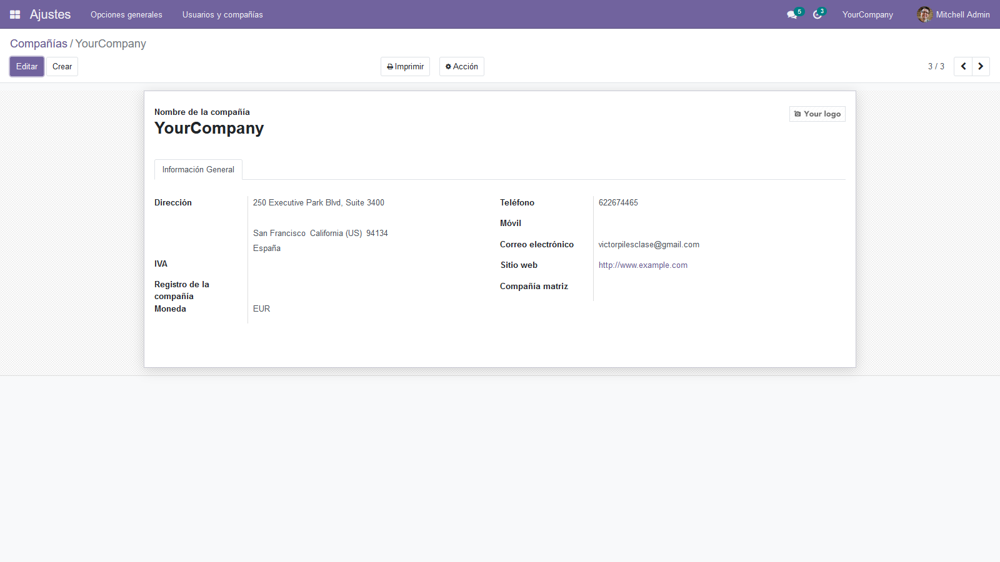 Ajustes Opciones generales Usuarios y compañías 5 3 YourCompany Mitchell Admin
Compañías / YourCompany
Editar Crear Imprimir Acción 3 / 3
Nombre de la compañía
YourCompany
Your logo
Información General
Dirección 250 Executive Park Blvd, Suite 3400
San Francisco California (US) 94134
España
IVA
Registro de la
compañía
Moneda EUR
Teléfono 622674465
Móvil
Correo electrónico victorpilesclase@gmail.com
Sitio web http://www.example.com
Compañía matriz